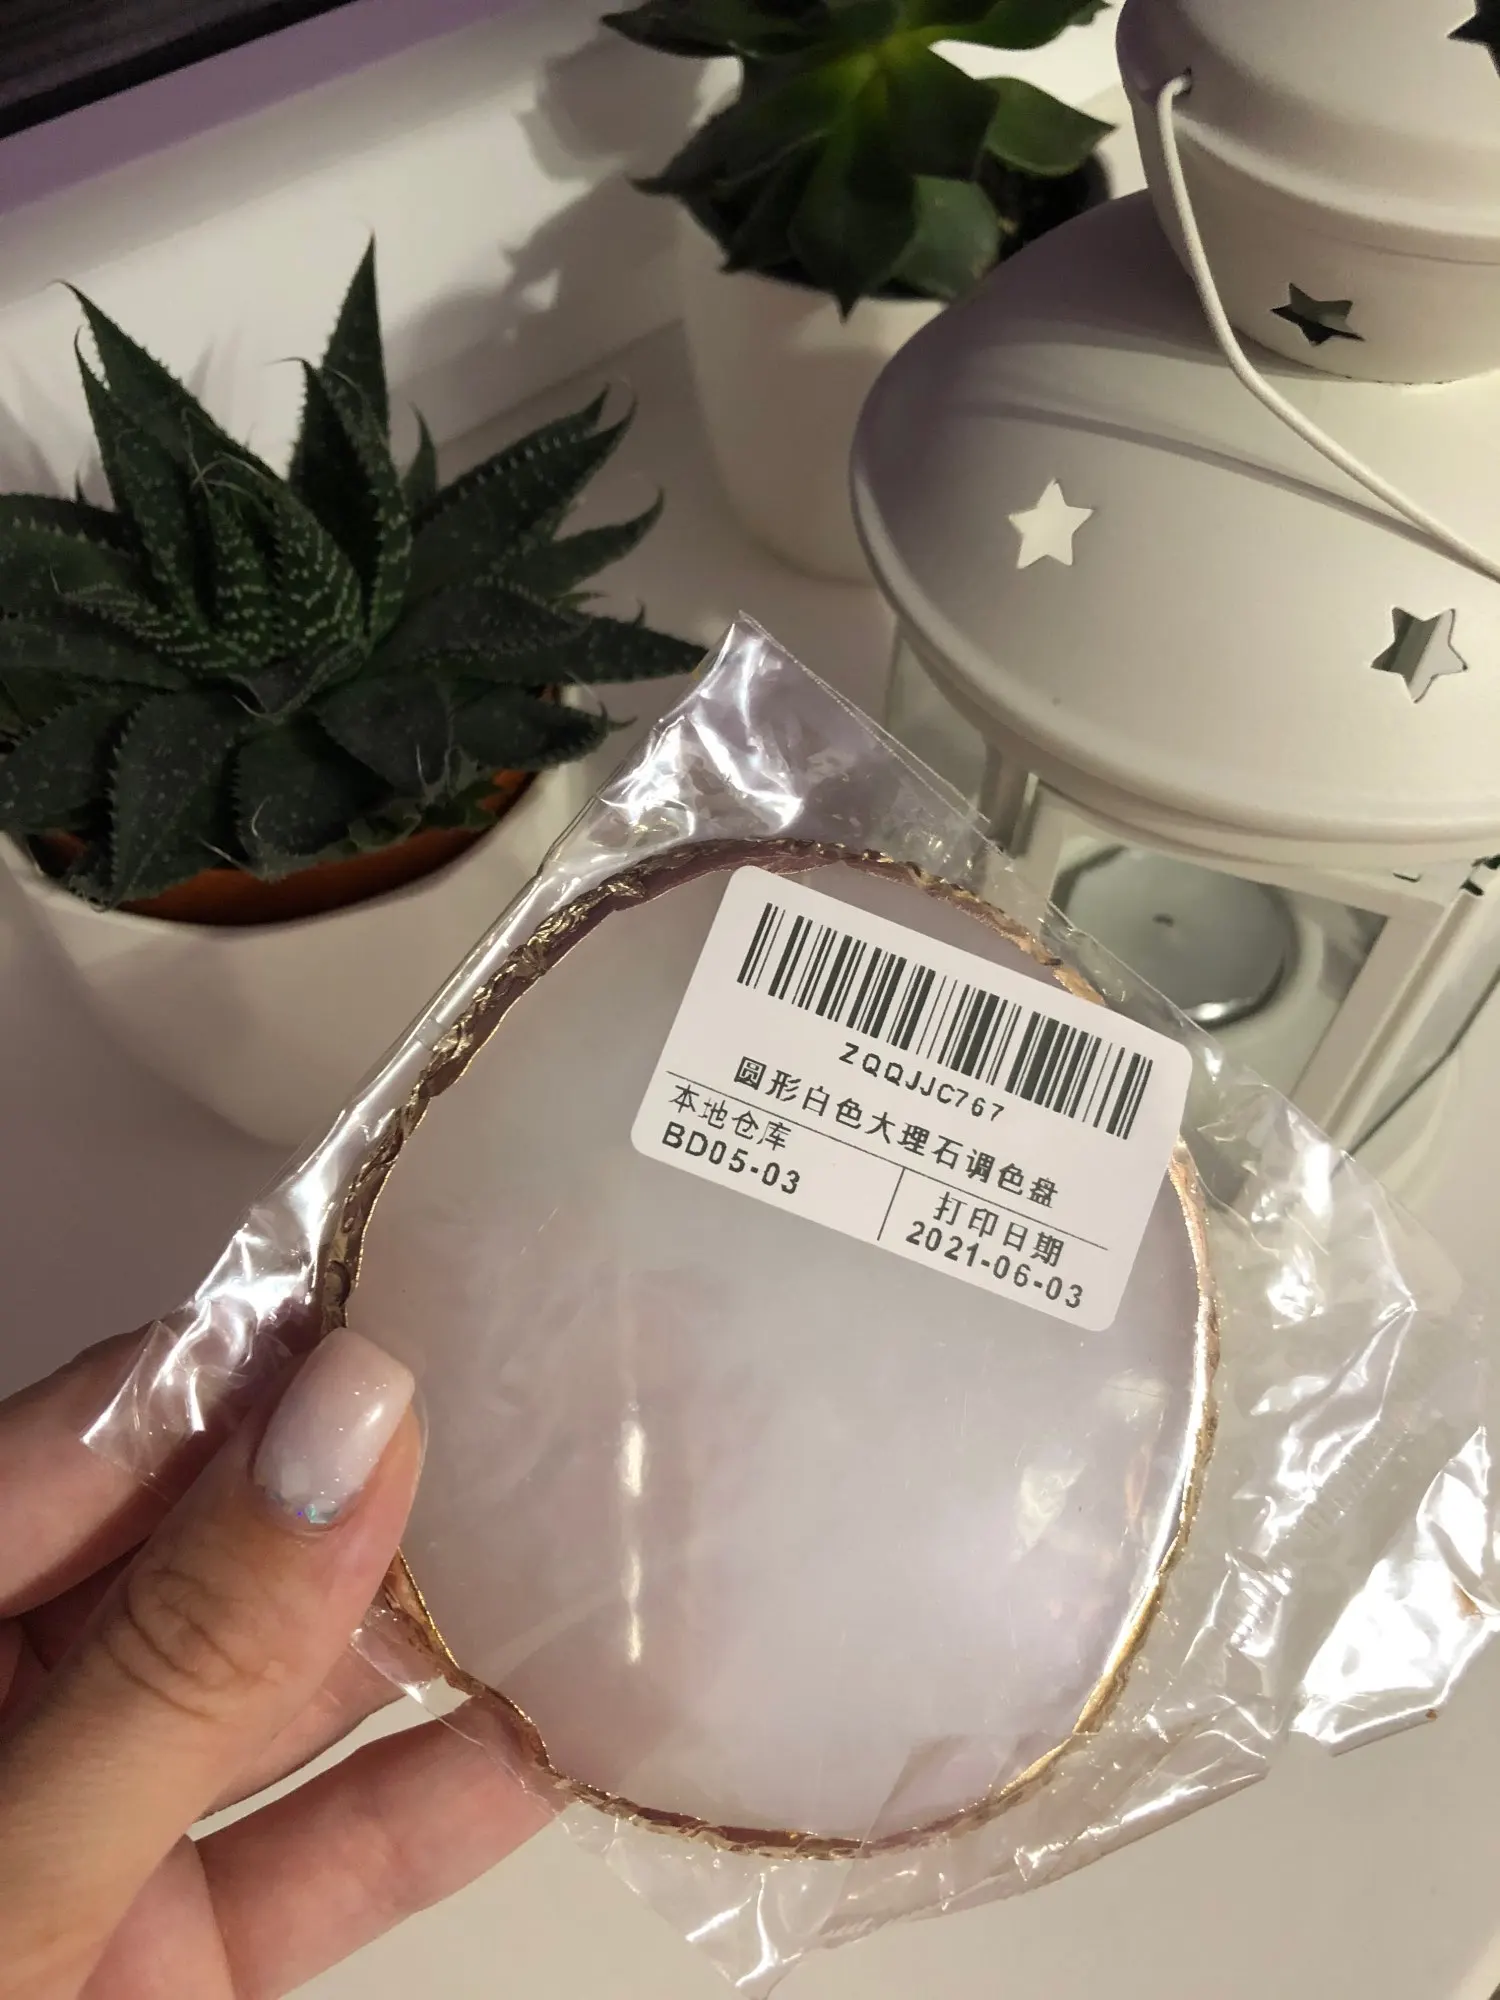 ZQQJJC767
圆形白色大理石调色盘
本地仓库
BD05-03
打印日期
2021-06-03